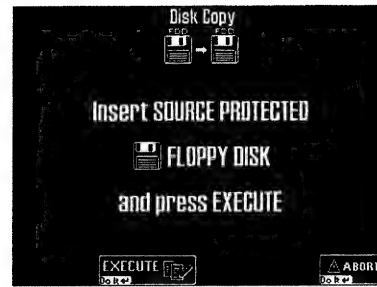 Disk Copy
FDD FDD
Insert SOURCE PROTECTED
FLOPPY DISK
and press EXECUTE
EXECUTE
Do it
ABORT
Do it